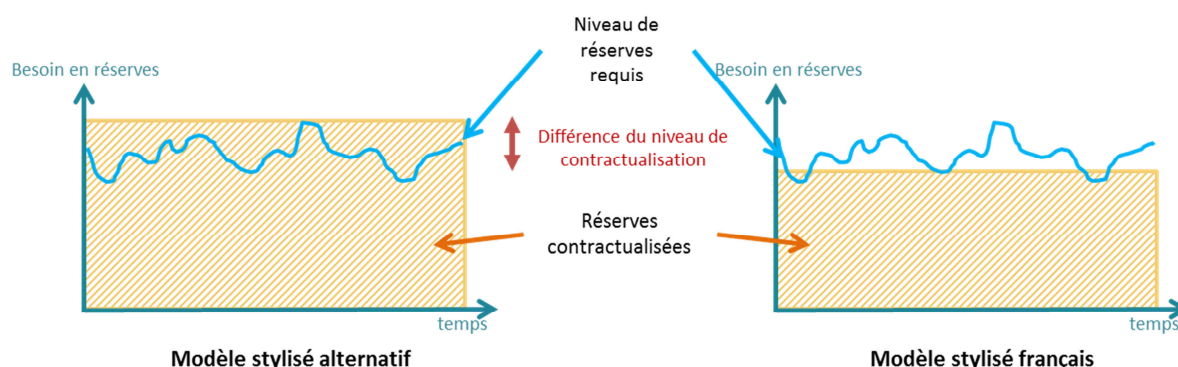 Niveau de
réserves
requis
Besoin en réserves
Besoin en réserves
Différence du niveau de
contractualisation
Réserves
contractualisées
temps
temps
Modèle stylisé alternatif
Modèle stylisé français